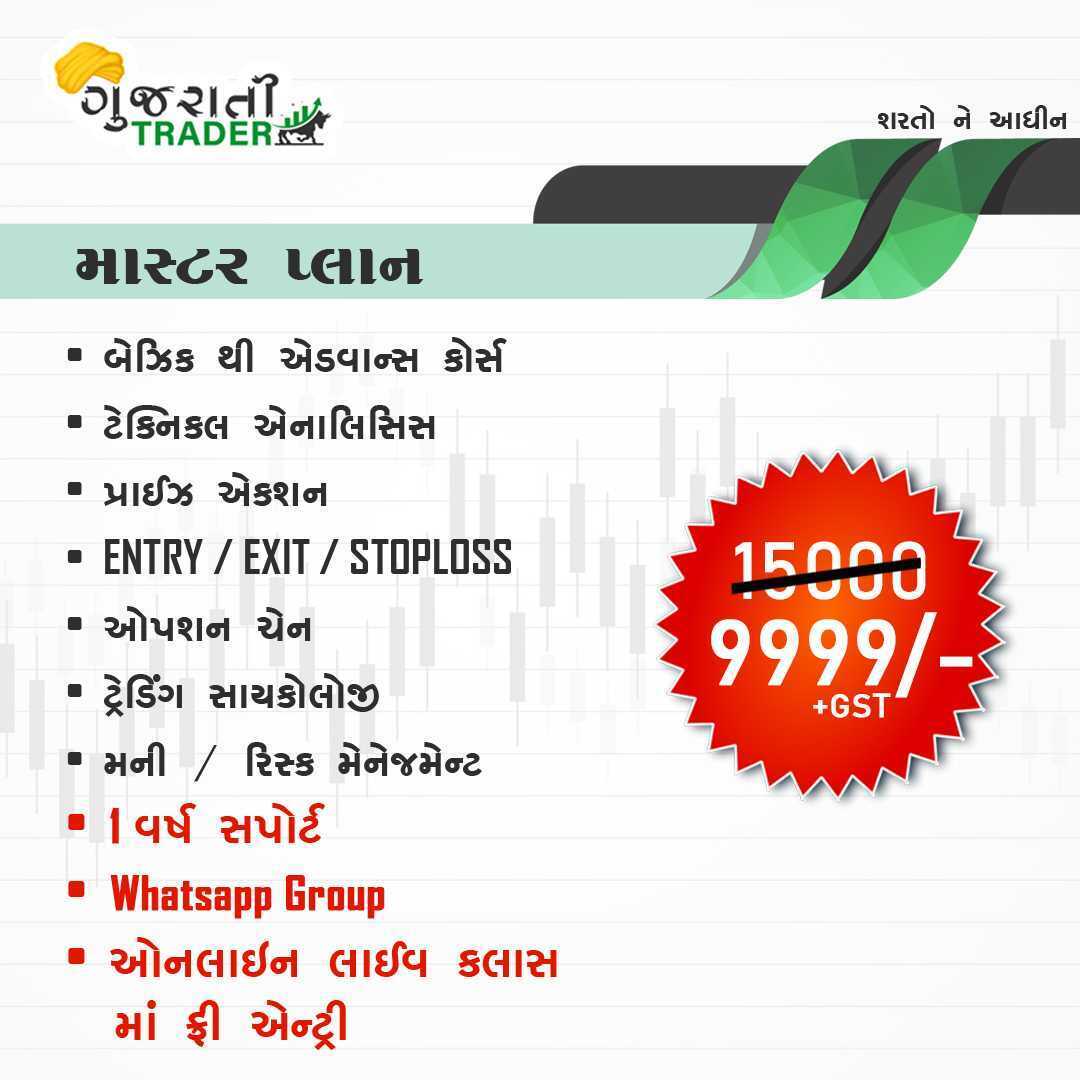 ગુજરાતી
TRADER
શરતો ને આધીન
માસ્ટર પ્લાન
▪ બેઝિક થી એડવાન્સ કોર્સ
▪ ટેક્નિકલ એનાલિસિસ
▪ પ્રાઈઝ એકશન
▪ ENTRY / EXIT / STOPLOSS
▪ ઓપશન ચેન
▪ ટ્રેડિંગ સાયકોલોજી
▪ મની / રિસ્ક મેનેજમેન્ટ
▪ 1 વર્ષ સપોર્ટ
▪ Whatsapp Group
▪ ઓનલાઇન લાઈવ કલાસ
માં ફ્રી એન્ટ્રી
15000
9999/-
+GST